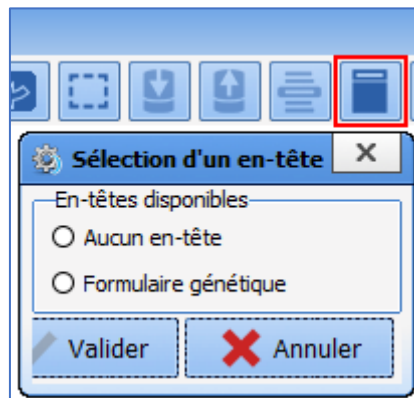 Sélection d'un en-tête
En-têtes disponibles
Aucun en-tête
Formulaire génétique
Valider Annuler